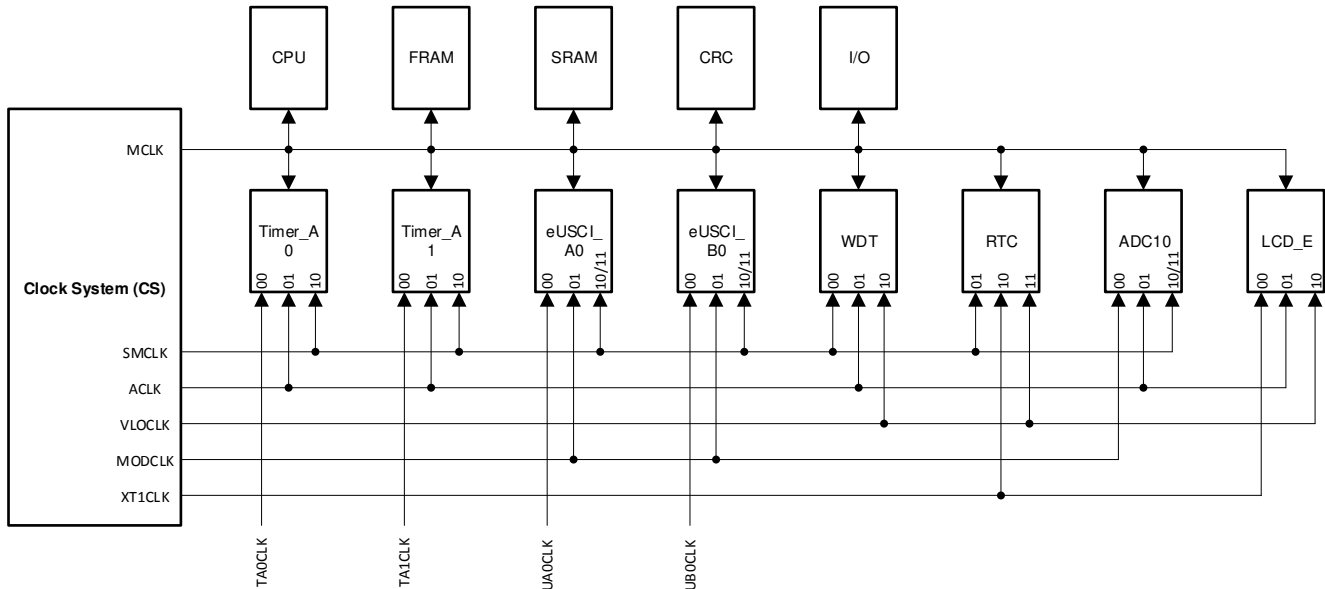 CPU
FRAM
SRAM
CRC
I/O
MCLK
Timer_A
0
00
01
10
Timer_A
1
00
01
10
eUSCI_
A0
00
01
10/11
eUSCI_
B0
00
01
10/11
WDT
00
01
10
RTC
01
10
11
ADC10
00
01
10/11
LCD_E
00
01
10
Clock System (CS)
SMCLK
ACLK
VLOCLK
MODCLK
XT1CLK
TA0CLK
TA1CLK
UA0CLK
UB0CLK